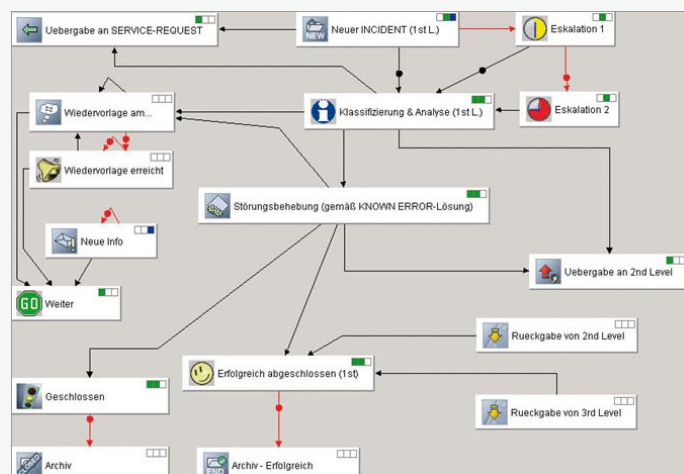 Uebergabe an SERVICE-REQUEST
NEW
Neuer INCIDENT (1st L.)
Eskalation 1
Wiedervorlage am...
Klassifizierung & Analyse (1st L.)
Eskalation 2
Wiedervorlage erreicht
Störungsbehebung (gemäß KNOWN ERROR-Lösung)
Neue Info
Uebergabe an 2nd Level
GO
Weiter
Rueckgabe von 2nd Level
Erfolgreich abgeschlossen (1st)
Geschlossen
Rueckgabe von 3rd Level
Archiv
END
Archiv - Erfolgreich